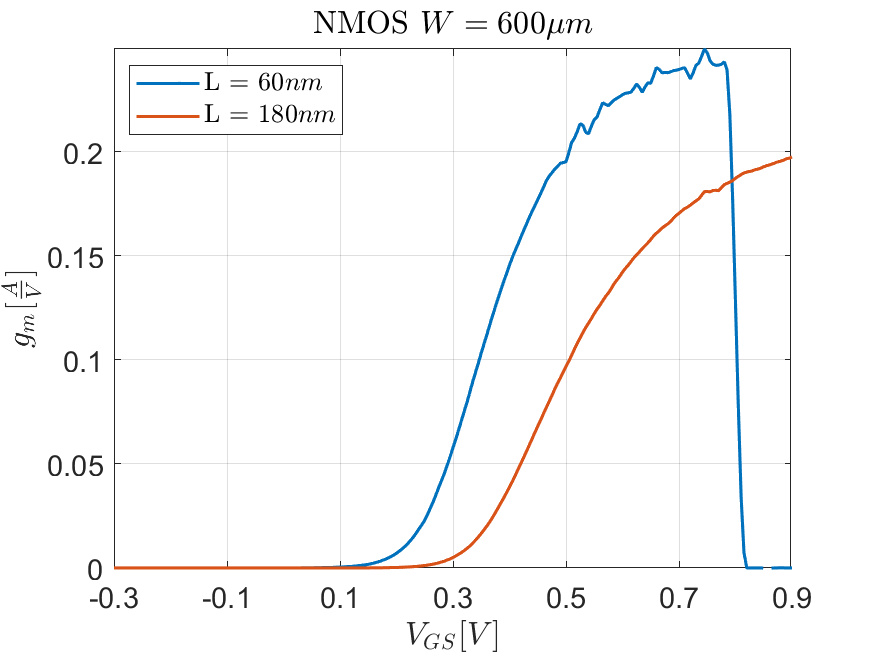 NMOS W = 600μm
L = 60nm
L = 180nm
0.2
0.15
0.1
0.05
0
g_m [A/V]
-0.3 -0.1 0.1 0.3 0.5 0.7 0.9
V_GS[V]